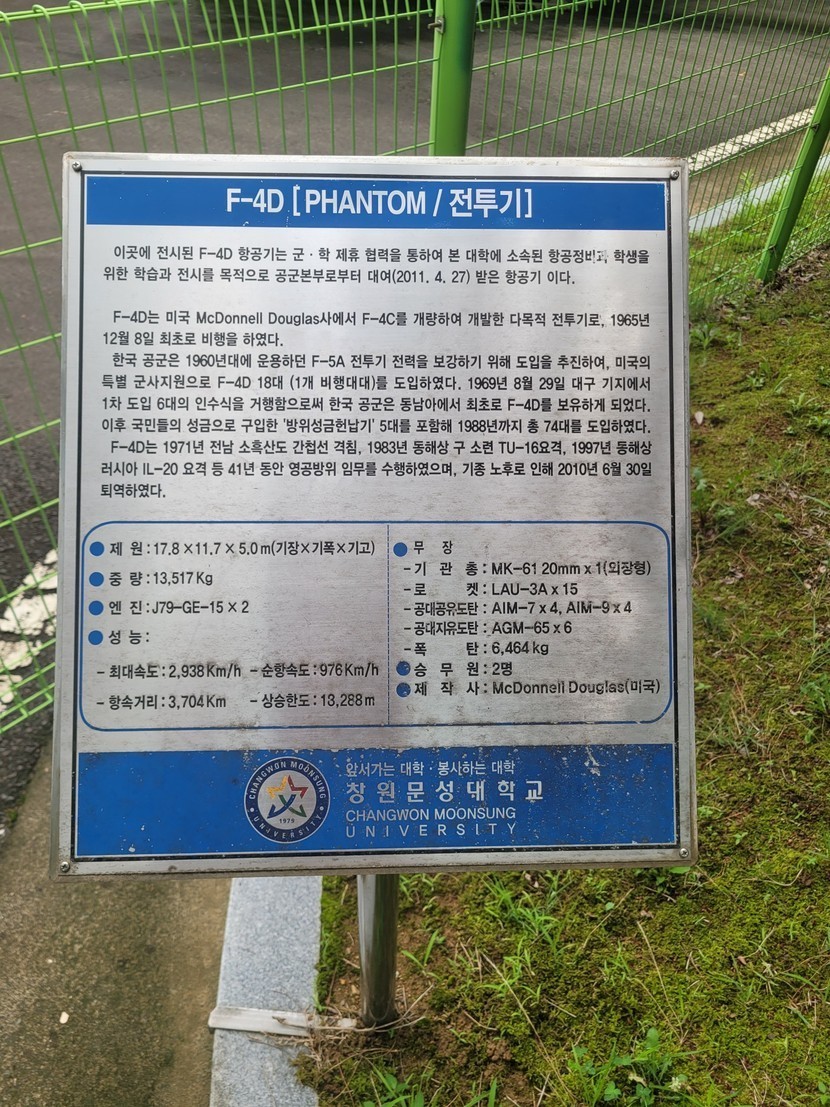 F-4D [PHANTOM / 전투기]
이곳에 전시된 F-4D 항공기는 군·학 제휴 협력을 통하여 본 대학에 소속된 항공정비과 학생을
위한 학습과 전시를 목적으로 공군본부로부터 대여(2011. 4. 27) 받은 항공기 이다.
F-4D는 미국 McDonnell Douglas사에서 F-4C를 개량하여 개발한 다목적 전투기로, 1965년
12월 8일 최초로 비행을 하였다.
한국 공군은 1960년대에 운용하던 F-5A 전투기 전력을 보강하기 위해 도입을 추진하여, 미국의
특별 군사지원으로 F-4D 18대 (1개 비행대대)를 도입하였다. 1969년 8월 29일 대구 기지에서
1차 도입 6대의 인수식을 거행함으로써 한국 공군은 동남아에서 최초로 F-4D를 보유하게 되었다.
이후 국민들의 성금으로 구입한 '방위성금헌납기' 5대를 포함해 1988년까지 총 74대를 도입하였다.
F-4D는 1971년 전남 소흑산도 간첩선 격침, 1983년 동해상 구 소련 TU-16요격, 1997년 동해상
러시아 IL-20 요격 등 41년 동안 영공방위 임무를 수행하였으며, 기종 노후로 인해 2010년 6월 30일
퇴역하였다.
● 제 원 : 17.8 × 11.7 × 5.0 m(기장×기폭×기고)
● 중 량 : 13,517 Kg
● 엔 진 : J79-GE-15 × 2
● 성 능 :
- 최대속도 : 2,938 Km/h - 순항속도 : 976 Km/h
- 항속거리 : 3,704 Km - 상승한도 : 13,288 m
● 무 장
- 기 관 총 : MK-61 20mm x 1(외장형)
- 로 켓 : LAU-3A x 15
- 공대공유도탄 : AIM-7 x 4, AIM-9 x 4
- 공대지유도탄 : AGM-65 x 6
- 폭 탄 : 6,464 kg
● 승 무 원 : 2명
● 제 작 사 : McDonnell Douglas(미국)
CHANGWON MOONSUNG
UNIVERSITY
1979
앞서가는 대학 · 봉사하는 대학
창원문성대학교
CHANGWON MOONSUNG
UNIVERSITY